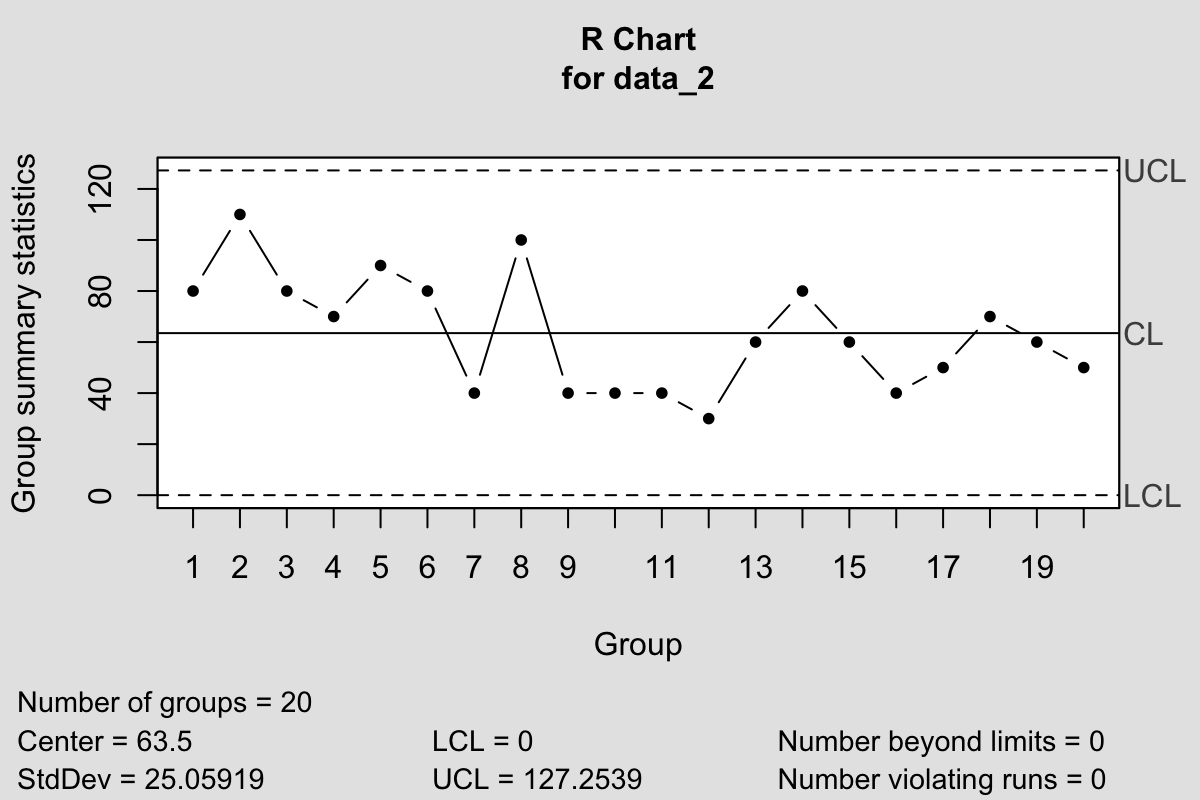 R Chart
for data_2
Group summary statistics
120
80
40
0
UCL
CL
LCL
1 2 3 4 5 6 7 8 9 11 13 15 17 19
Group
Number of groups = 20
Center = 63.5 LCL = 0 Number beyond limits = 0
StdDev = 25.05919 UCL = 127.2539 Number violating runs = 0